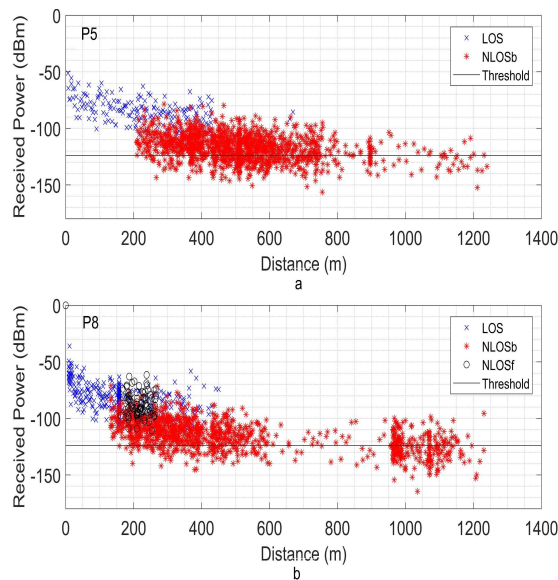 P5
LOS
NLOSb
Threshold
Received Power (dBm)
0
-50
-100
-150
0
200
400
600
800
1000
1200
1400
Distance (m)
a
P8
LOS
NLOSb
NLOSf
Threshold
Received Power (dBm)
0
-50
-100
-150
0
200
400
600
800
1000
1200
1400
Distance (m)
b